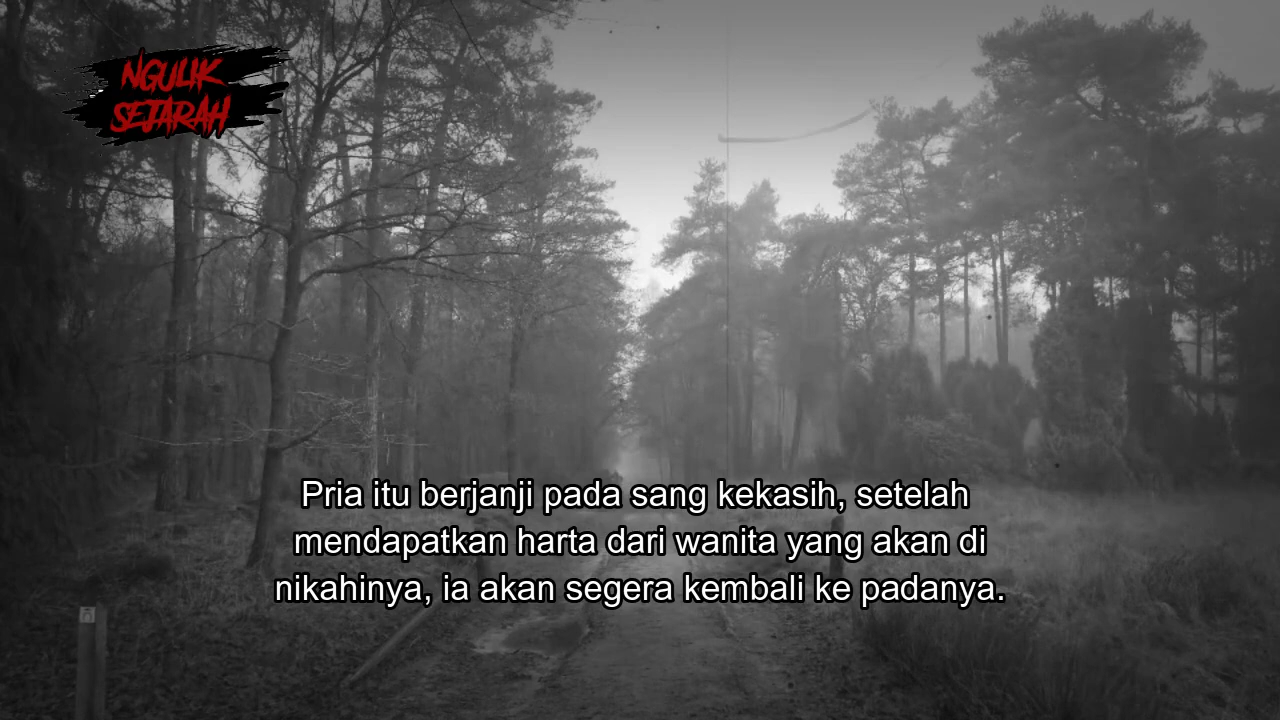 NGULIK
SEJARAH
Pria itu berjanji pada sang kekasih, setelah
mendapatkan harta dari wanita yang akan di
nikahinya, ia akan segera kembali ke padanya.